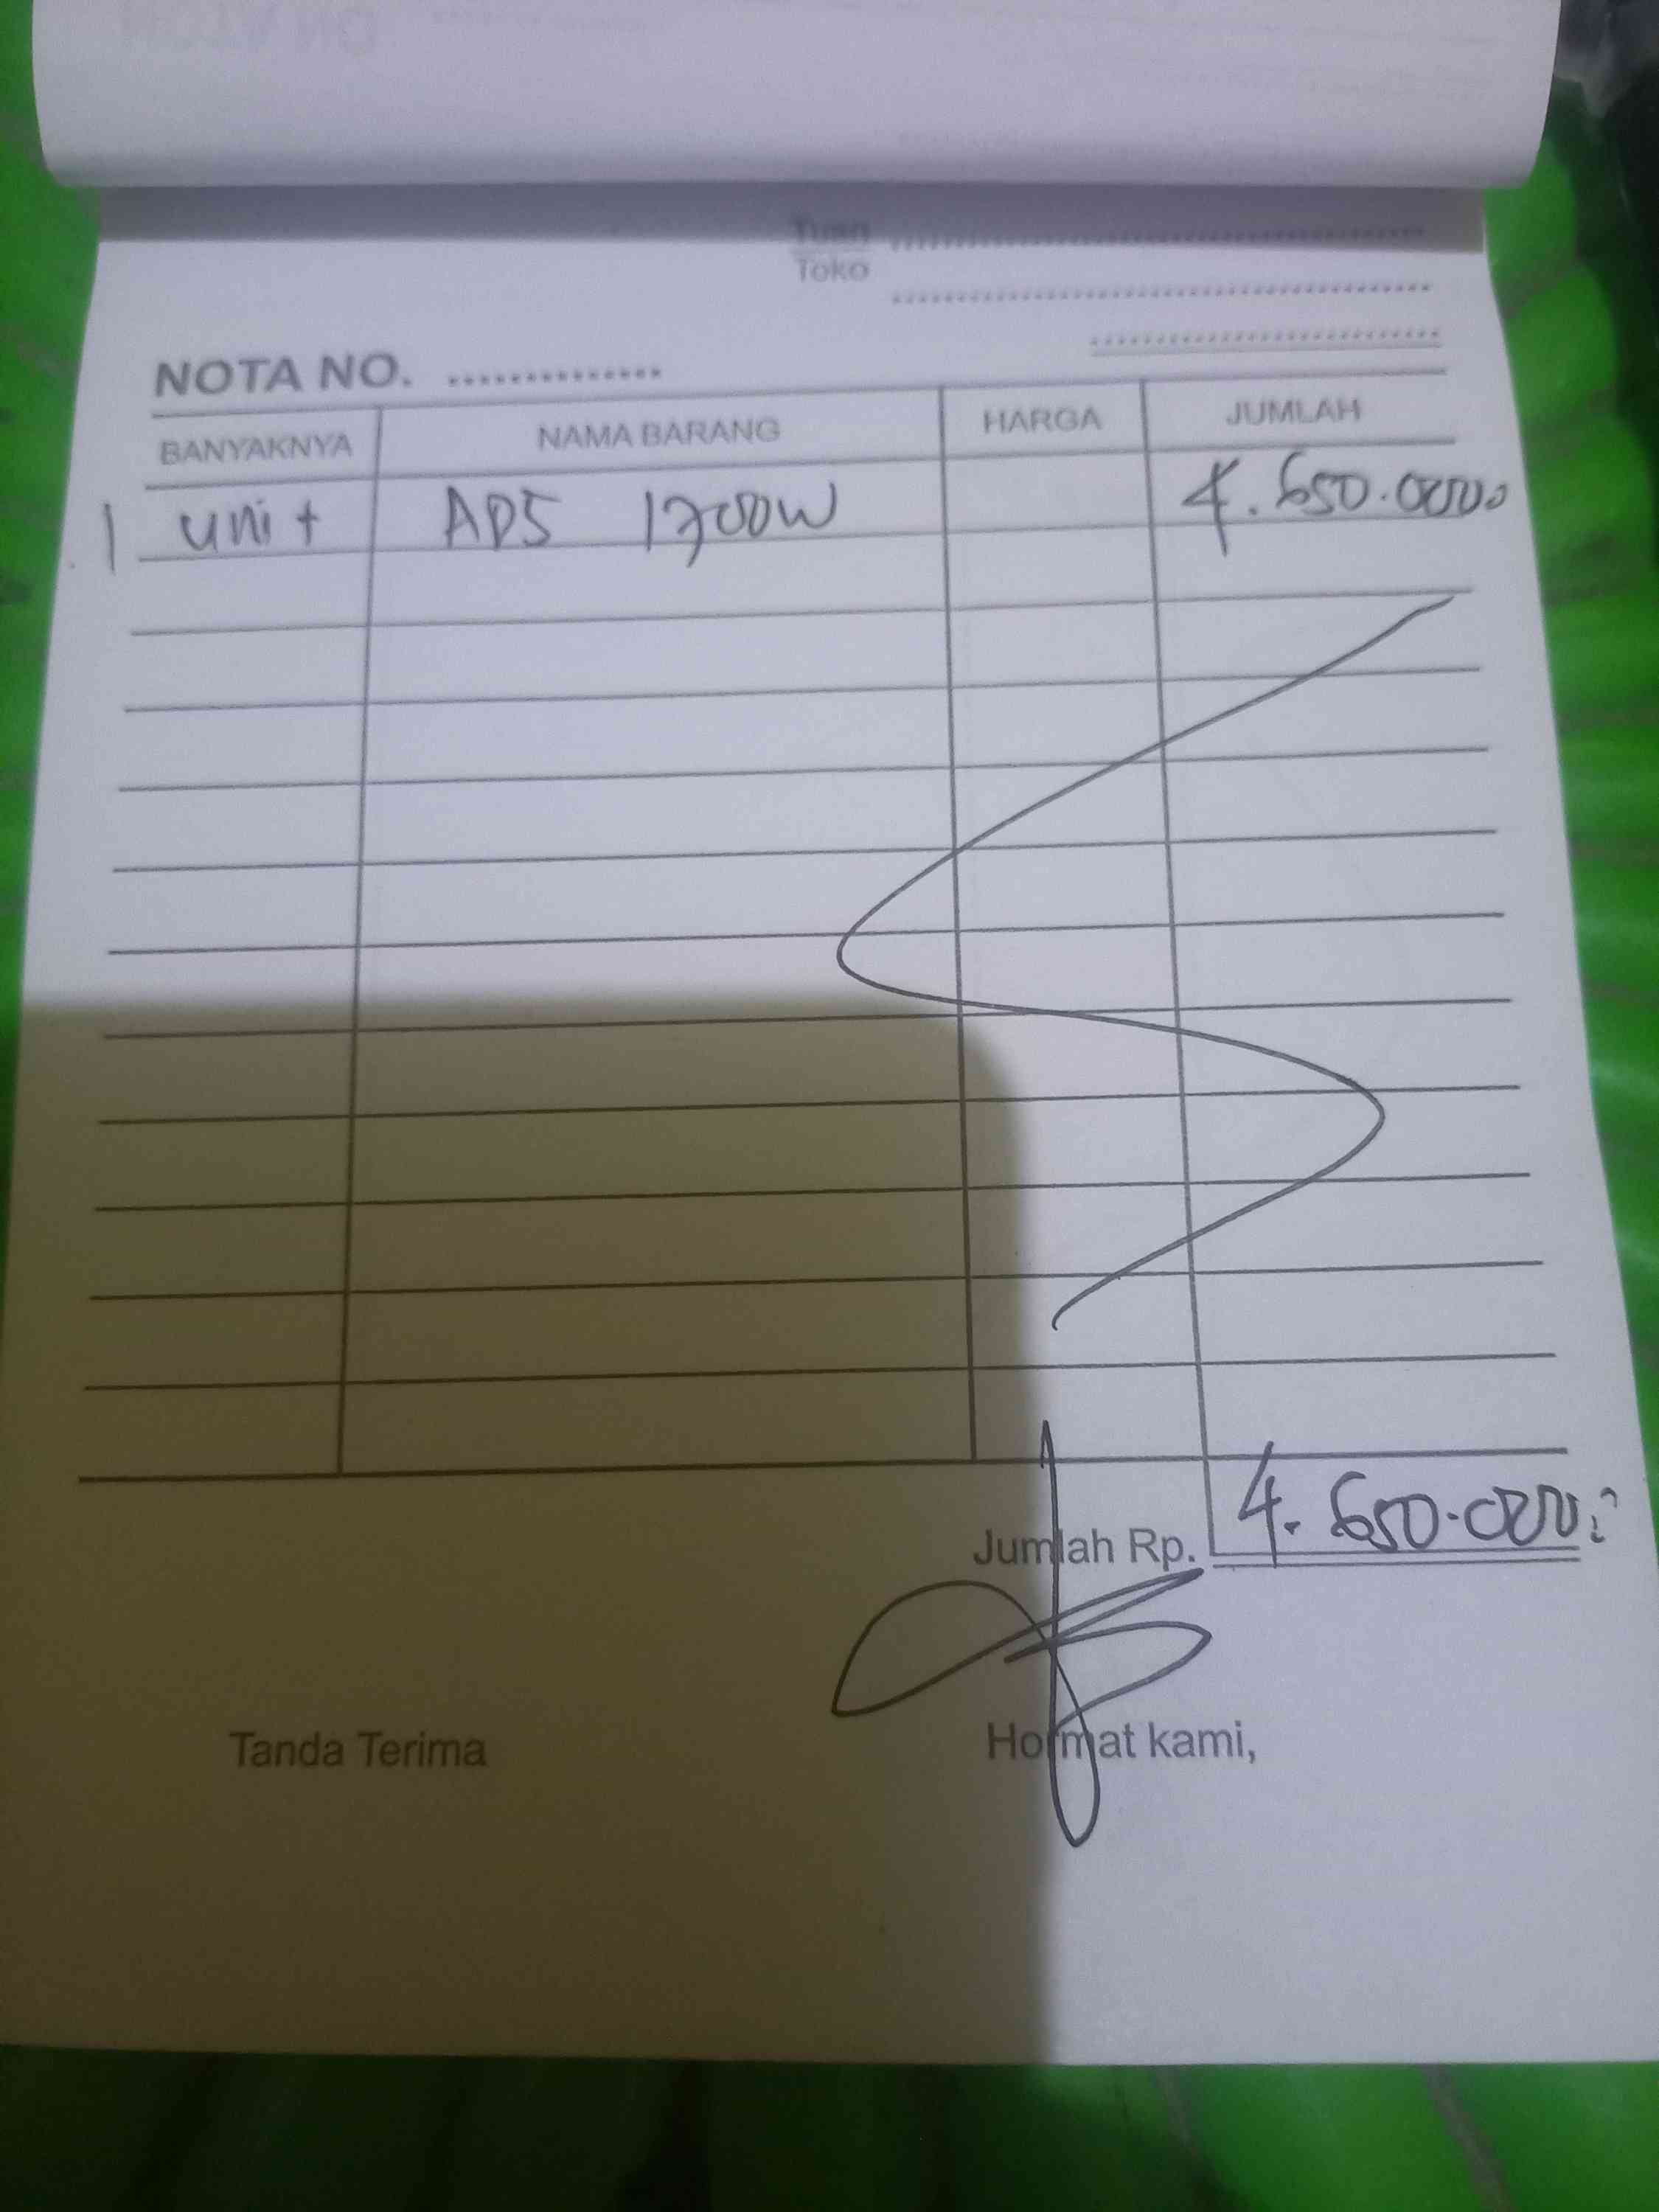 Tuan
Toko
NOTA NO. ..............
BANYAKNYA NAMA BARANG HARGA JUMLAH
1 unit APS 1200W 4.650.000
Jumlah Rp. 4.650.000
Tanda Terima Hormat kami,